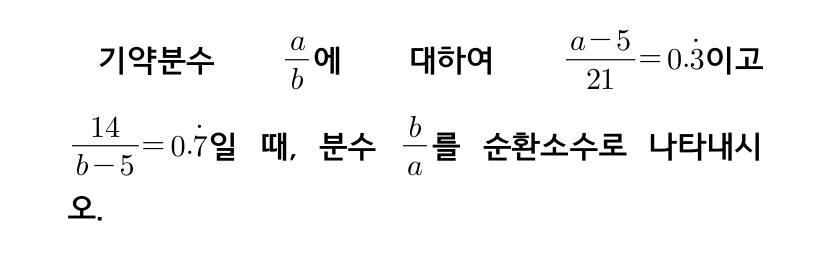 기약분수 $\frac{a}{b}$에 대하여 $\frac{a-5}{21}=0.\dot{3}$이고
$\frac{14}{b-5}=0.\dot{7}$일 때, 분수 $\frac{b}{a}$를 순환소수로 나타내시
오.